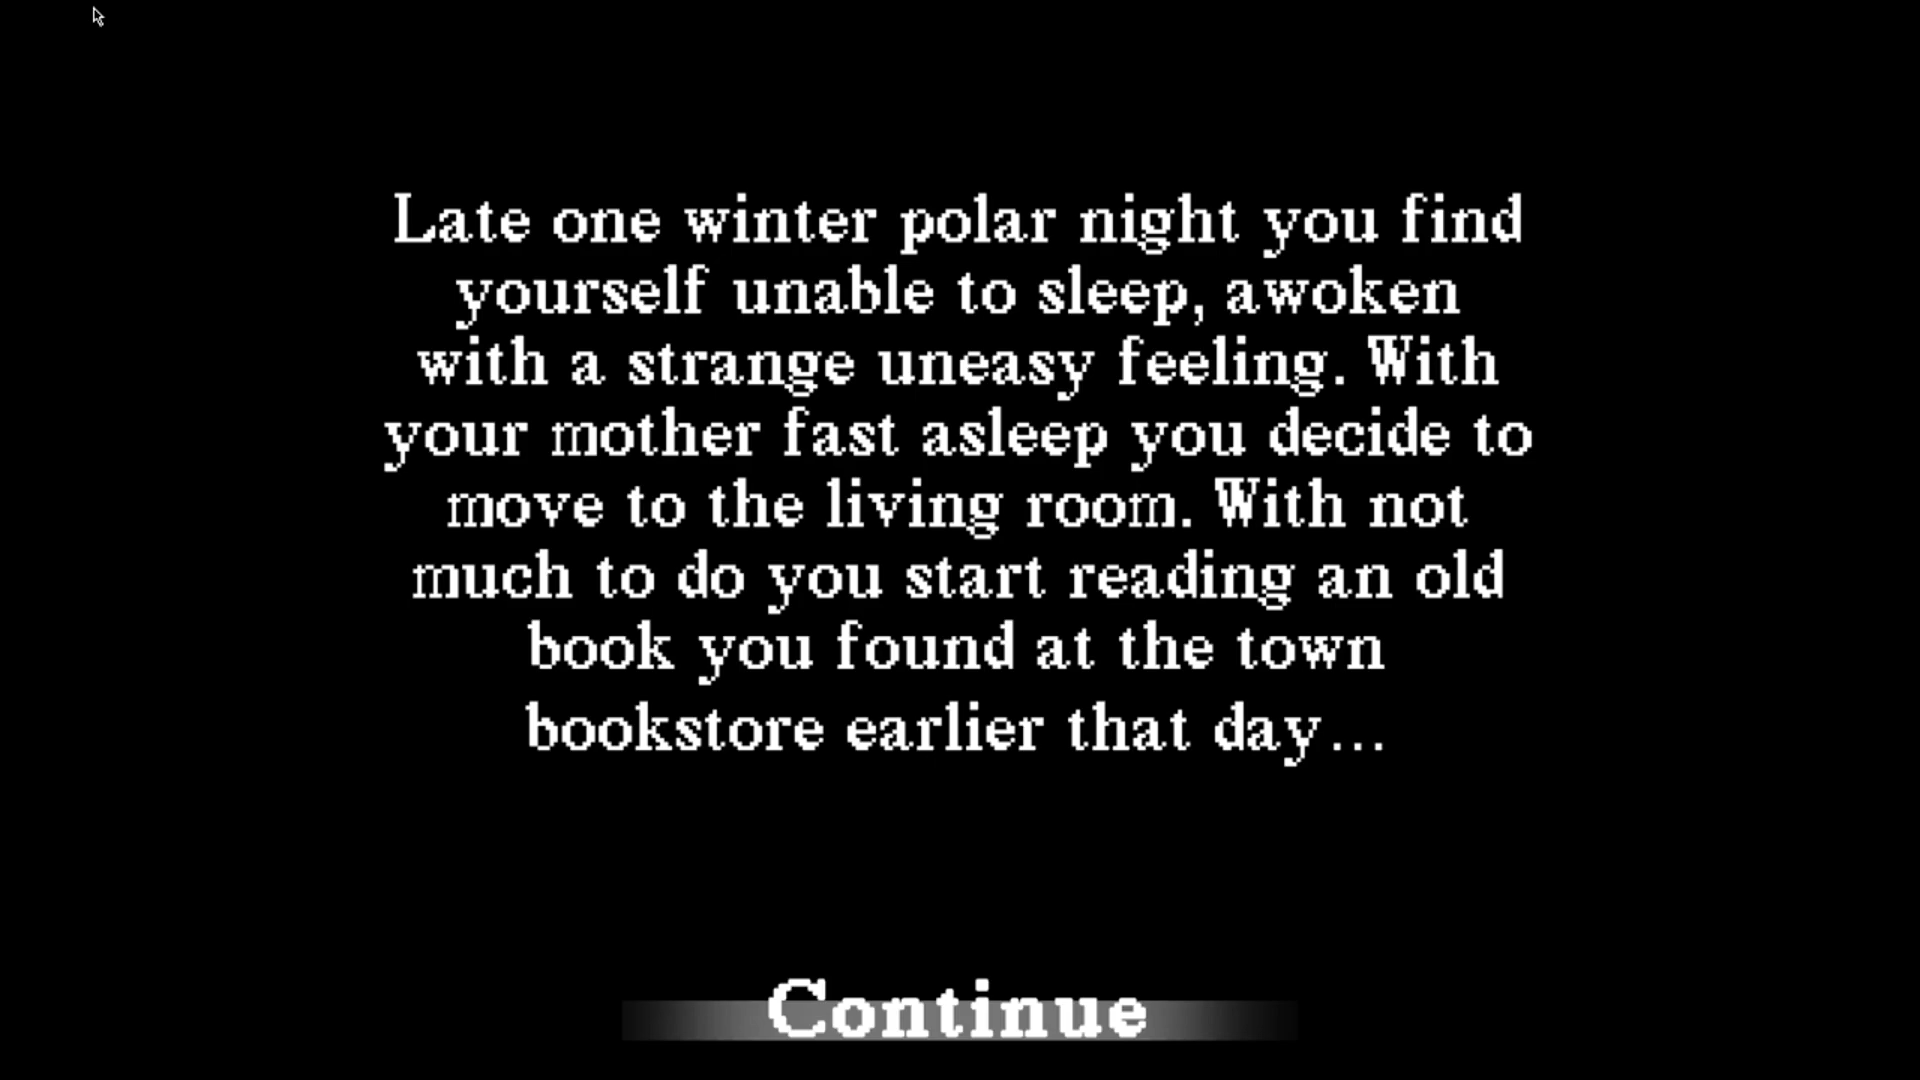 Late one winter polar night you find
yourself unable to sleep, awoken
with a strange uneasy feeling. With
your mother fast asleep you decide to
move to the living room. With not
much to do you start reading an old
book you found at the town
bookstore earlier that day...
Continue